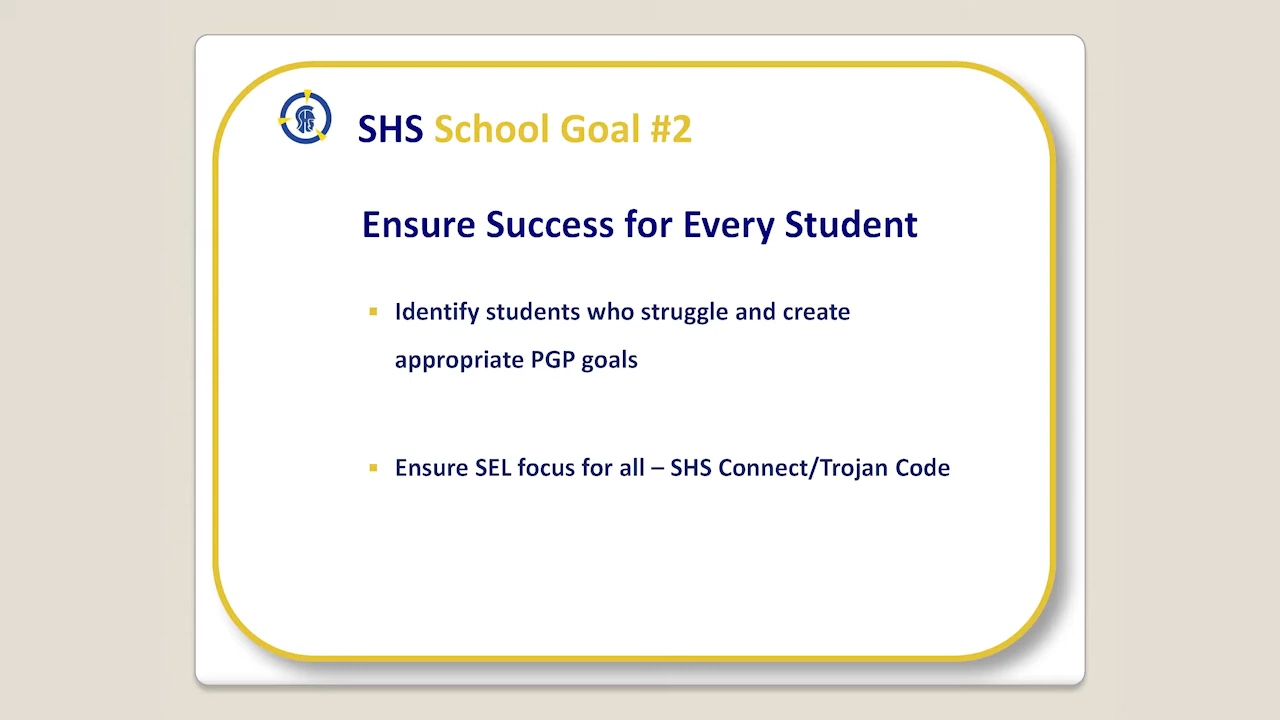 SHS School Goal #2
Ensure Success for Every Student
▪ Identify students who struggle and create
appropriate PGP goals
▪ Ensure SEL focus for all – SHS Connect/Trojan Code